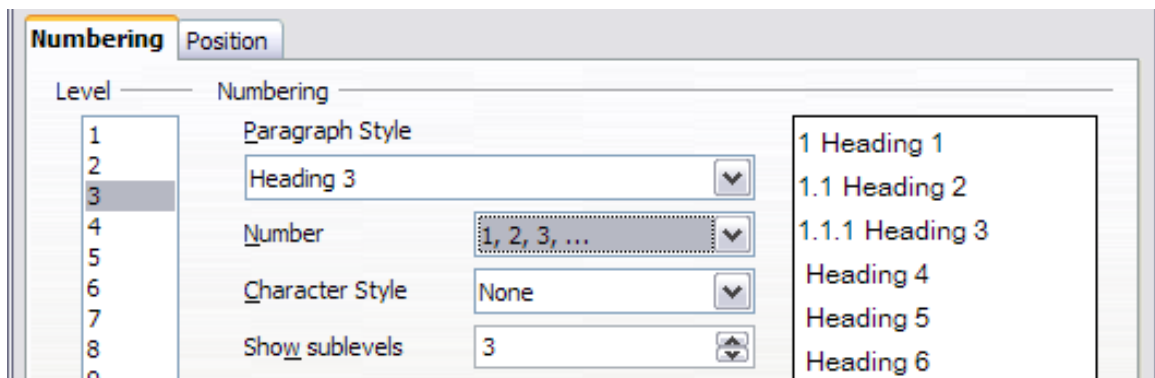 Numbering Position
Level Numbering
1
2
3
4
5
6
7
8
Paragraph Style
Heading 3
Number 1, 2, 3, ...
Character Style None
Show sublevels 3
1 Heading 1
1.1 Heading 2
1.1.1 Heading 3
Heading 4
Heading 5
Heading 6